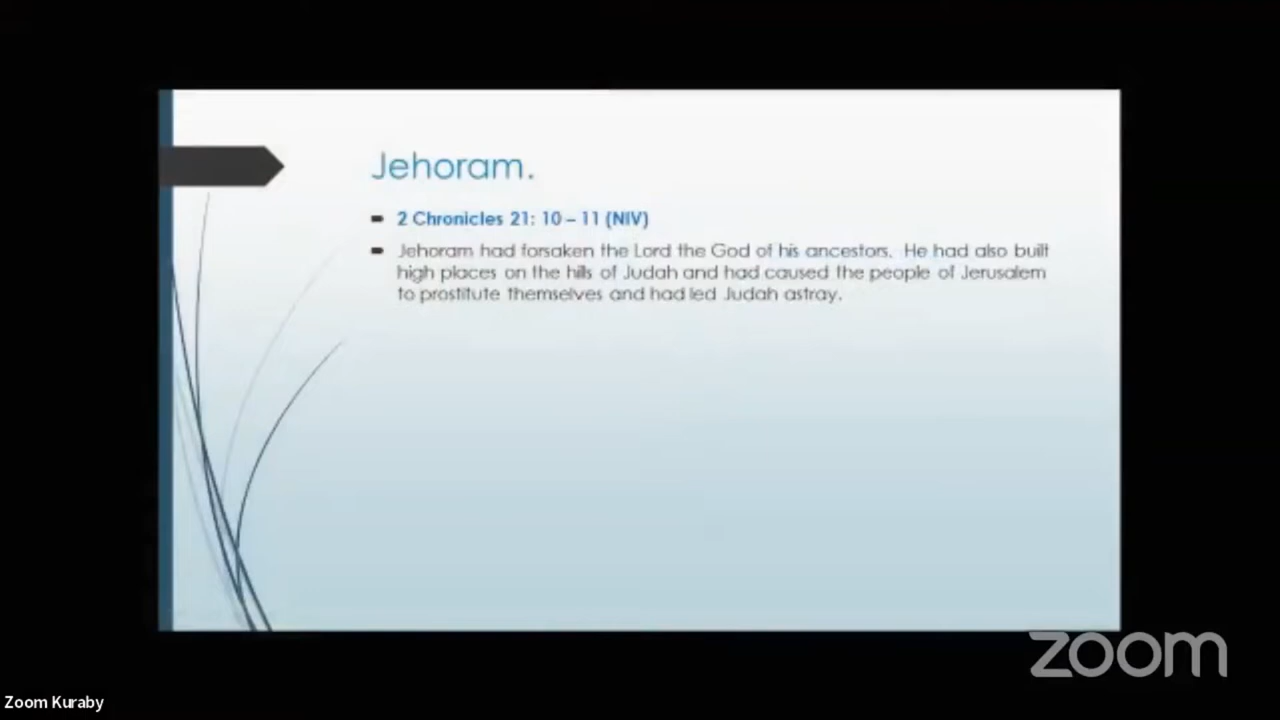 Jehoram.
2 Chronicles 21: 10 – 11 (NIV)
Jehoram had forsaken the Lord the God of his ancestors. He had also built
high places on the hills of Judah and had caused the people of Jerusalem
to prostitute themselves and had led Judah astray.
zoom
Zoom Kuraby